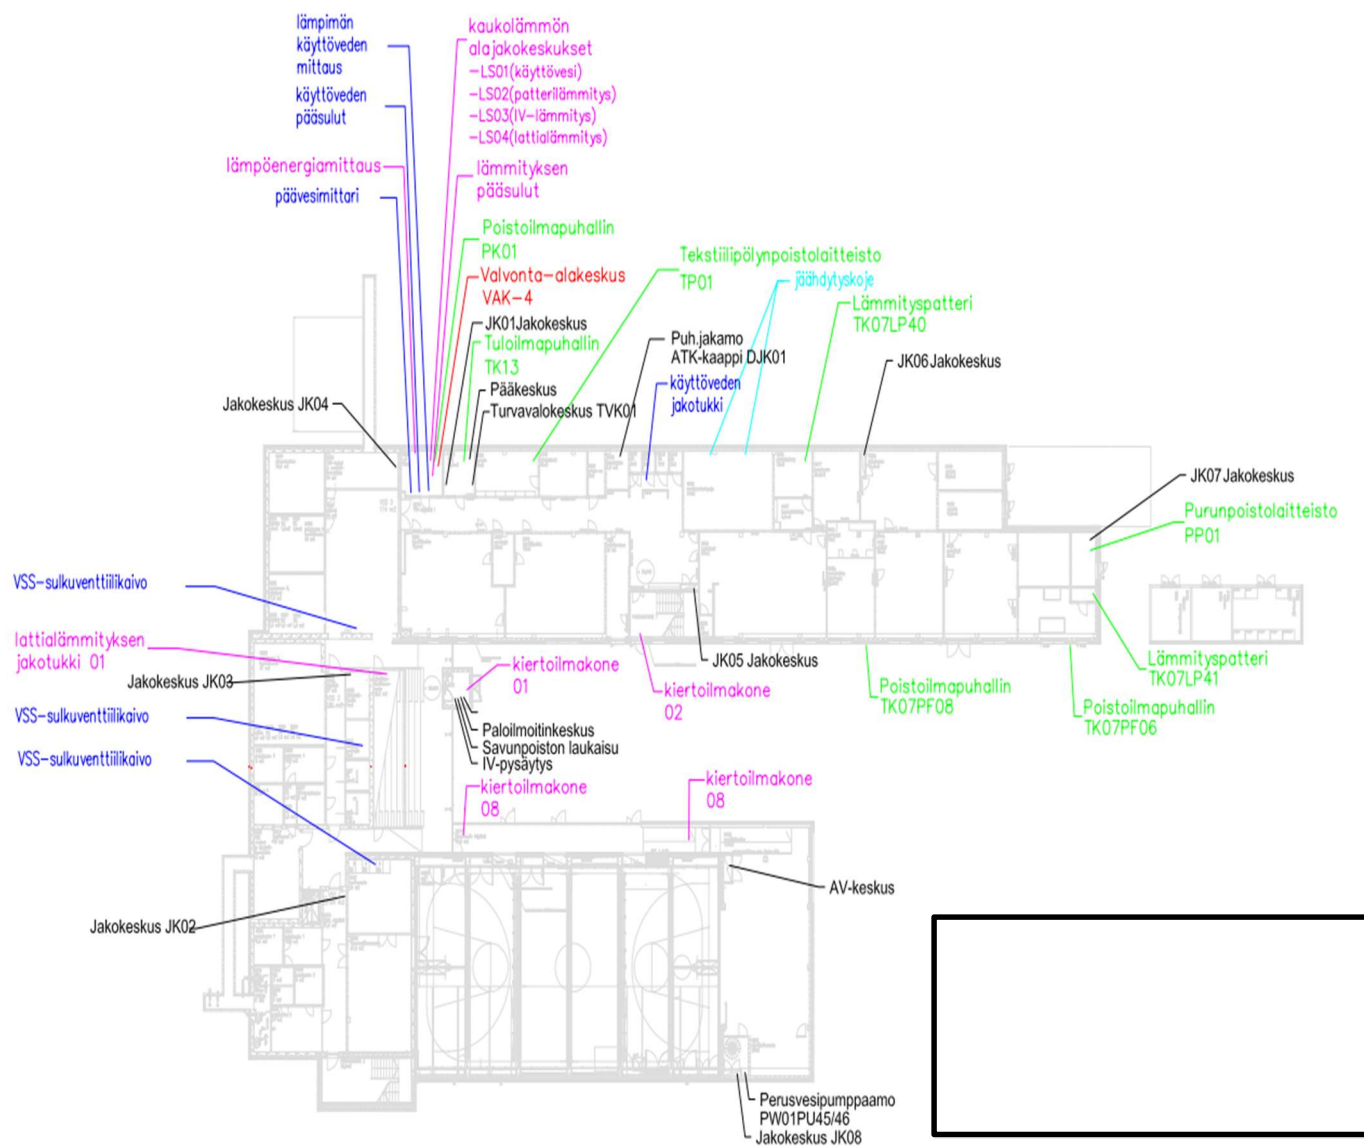 lämpimän
käyttöveden
mittaus
käyttöveden
pääsulut
lämpöenergiamittaus
päävesimittari
kaukolämmön
alajakokeskukset
-LS01(käyttövesi)
-LS02(patterilämmitys)
-LS03(IV-lämmitys)
-LS04(lattialämmitys)
lämmityksen
pääsulut
Poistoilmapuhallin
PK01
Valvonta-alakeskus
VAK-4
JK01Jakokeskus
Tuloilmapuhallin
TK13
Pääkeskus
Turvavalokeskus TVK01
Tekstiilipölynpoistolaitteisto
TP01
jäähdytyskoje
Lämmityspatteri
TK07LP40
Puh.jakamo
ATK-kaappi DJK01
käyttöveden
jakotukki
JK06Jakokeskus
Jakokeskus JK04
JK07Jakokeskus
Purunpoistolaitteisto
PP01
VSS-sulkuventtiilikaivo
lattialämmityksen
jakotukki 01
Jakokeskus JK03
VSS-sulkuventtiilikaivo
VSS-sulkuventtiilikaivo
kiertoilmakone
01
Paloilmoitinkeskus
Savunpoiston laukaisu
IV-pysäytys
kiertoilmakone
08
JK05 Jakokeskus
kiertoilmakone
02
Poistoilmapuhallin
TK07PF08
Lämmityspatteri
TK07LP41
Poistoilmapuhallin
TK07PF06
kiertoilmakone
08
AV-keskus
Jakokeskus JK02
Perusvesipumppaamo
PW01PU45/46
Jakokeskus JK08